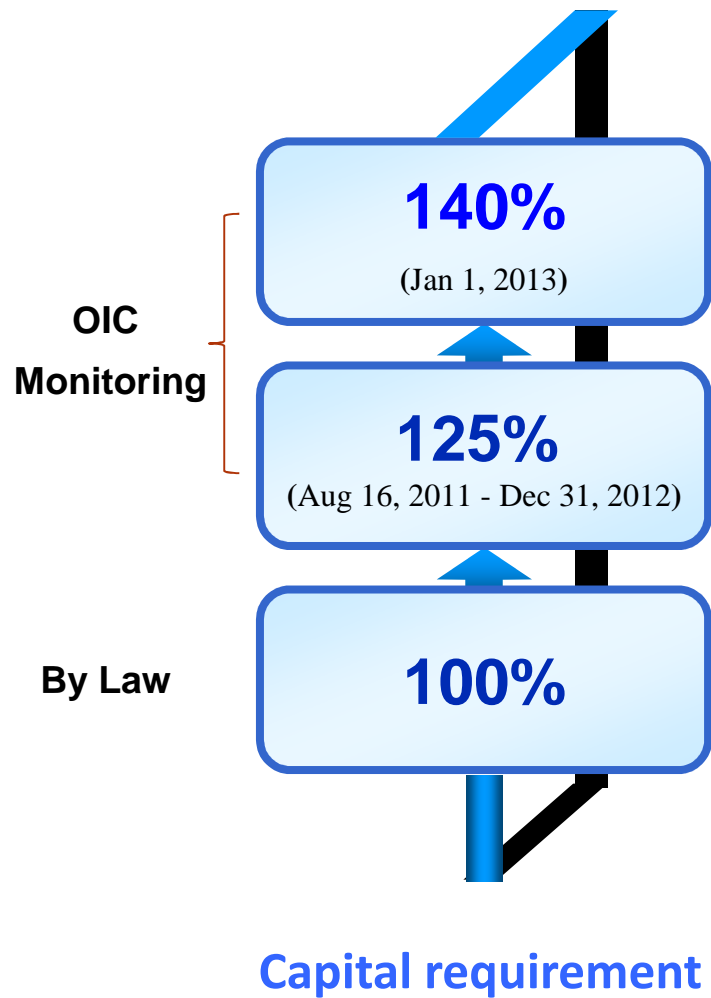 140%
(Jan 1, 2013)
OIC
Monitoring
125%
(Aug 16, 2011 - Dec 31, 2012)
By Law
100%
Capital requirement